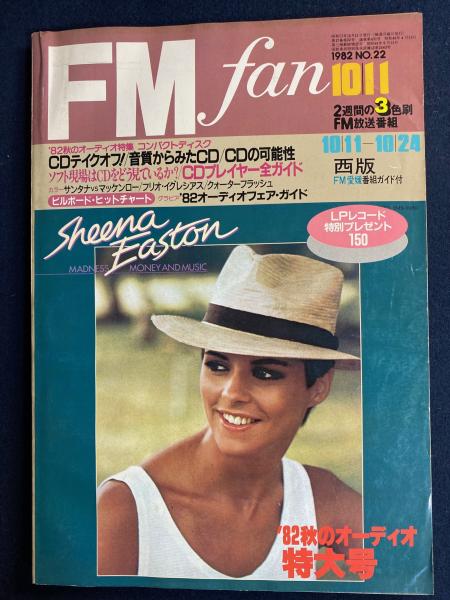 FM fan
1982 NO.22
10 11
2週間の3色刷
FM放送番組
10/11—10/24
西版
FM愛媛番組ガイド付
'82秋のオーディオ特集 コンパクトディスク
CDテイクオフ!/音質からみたCD/CDの可能性
ソフト現場はCDをどう見ているか?/CDプレイヤー全ガイド
カラー サンタナvsマッケンロー/フリオ・イグレシアス/クォーターフラッシュ
ビルボード・ヒットチャート グラビア '82オーディオフェア・ガイド
Sheena
Easton
MADNESS, MONEY AND MUSIC
LPレコード
特別プレゼント
150
'82秋のオーディオ
特大号